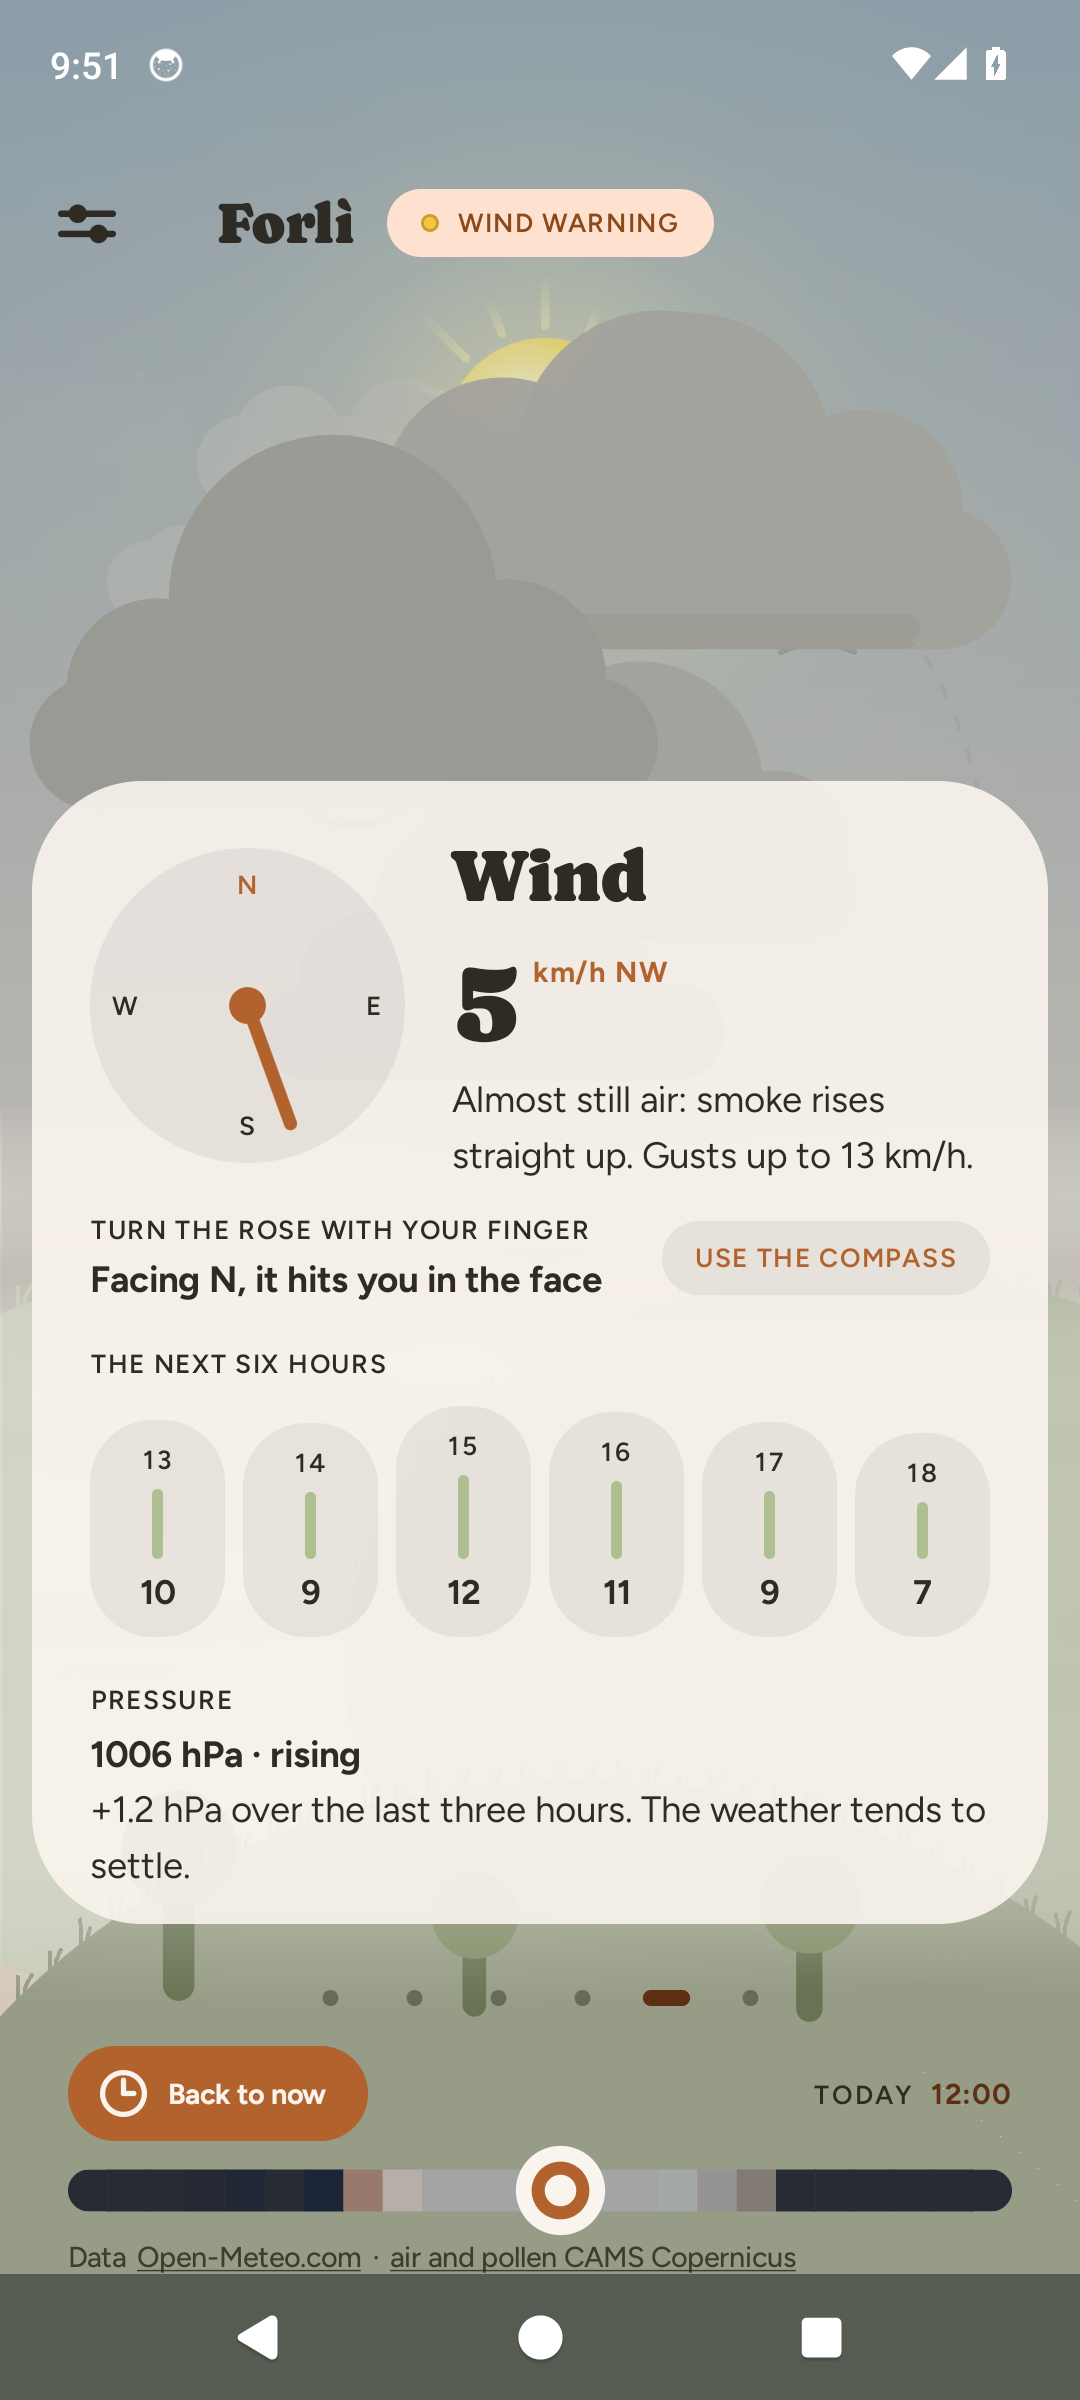 9:51
Forlì
WIND WARNING
N
W
E
S
Wind
5 km/h NW
Almost still air: smoke rises
straight up. Gusts up to 13 km/h.
TURN THE ROSE WITH YOUR FINGER
Facing N, it hits you in the face
USE THE COMPASS
THE NEXT SIX HOURS
13 14 15 16 17 18
10 9 12 11 9 7
PRESSURE
1006 hPa · rising
+1.2 hPa over the last three hours. The weather tends to
settle.
Back to now
TODAY 12:00
Data Open-Meteo.com · air and pollen CAMS Copernicus